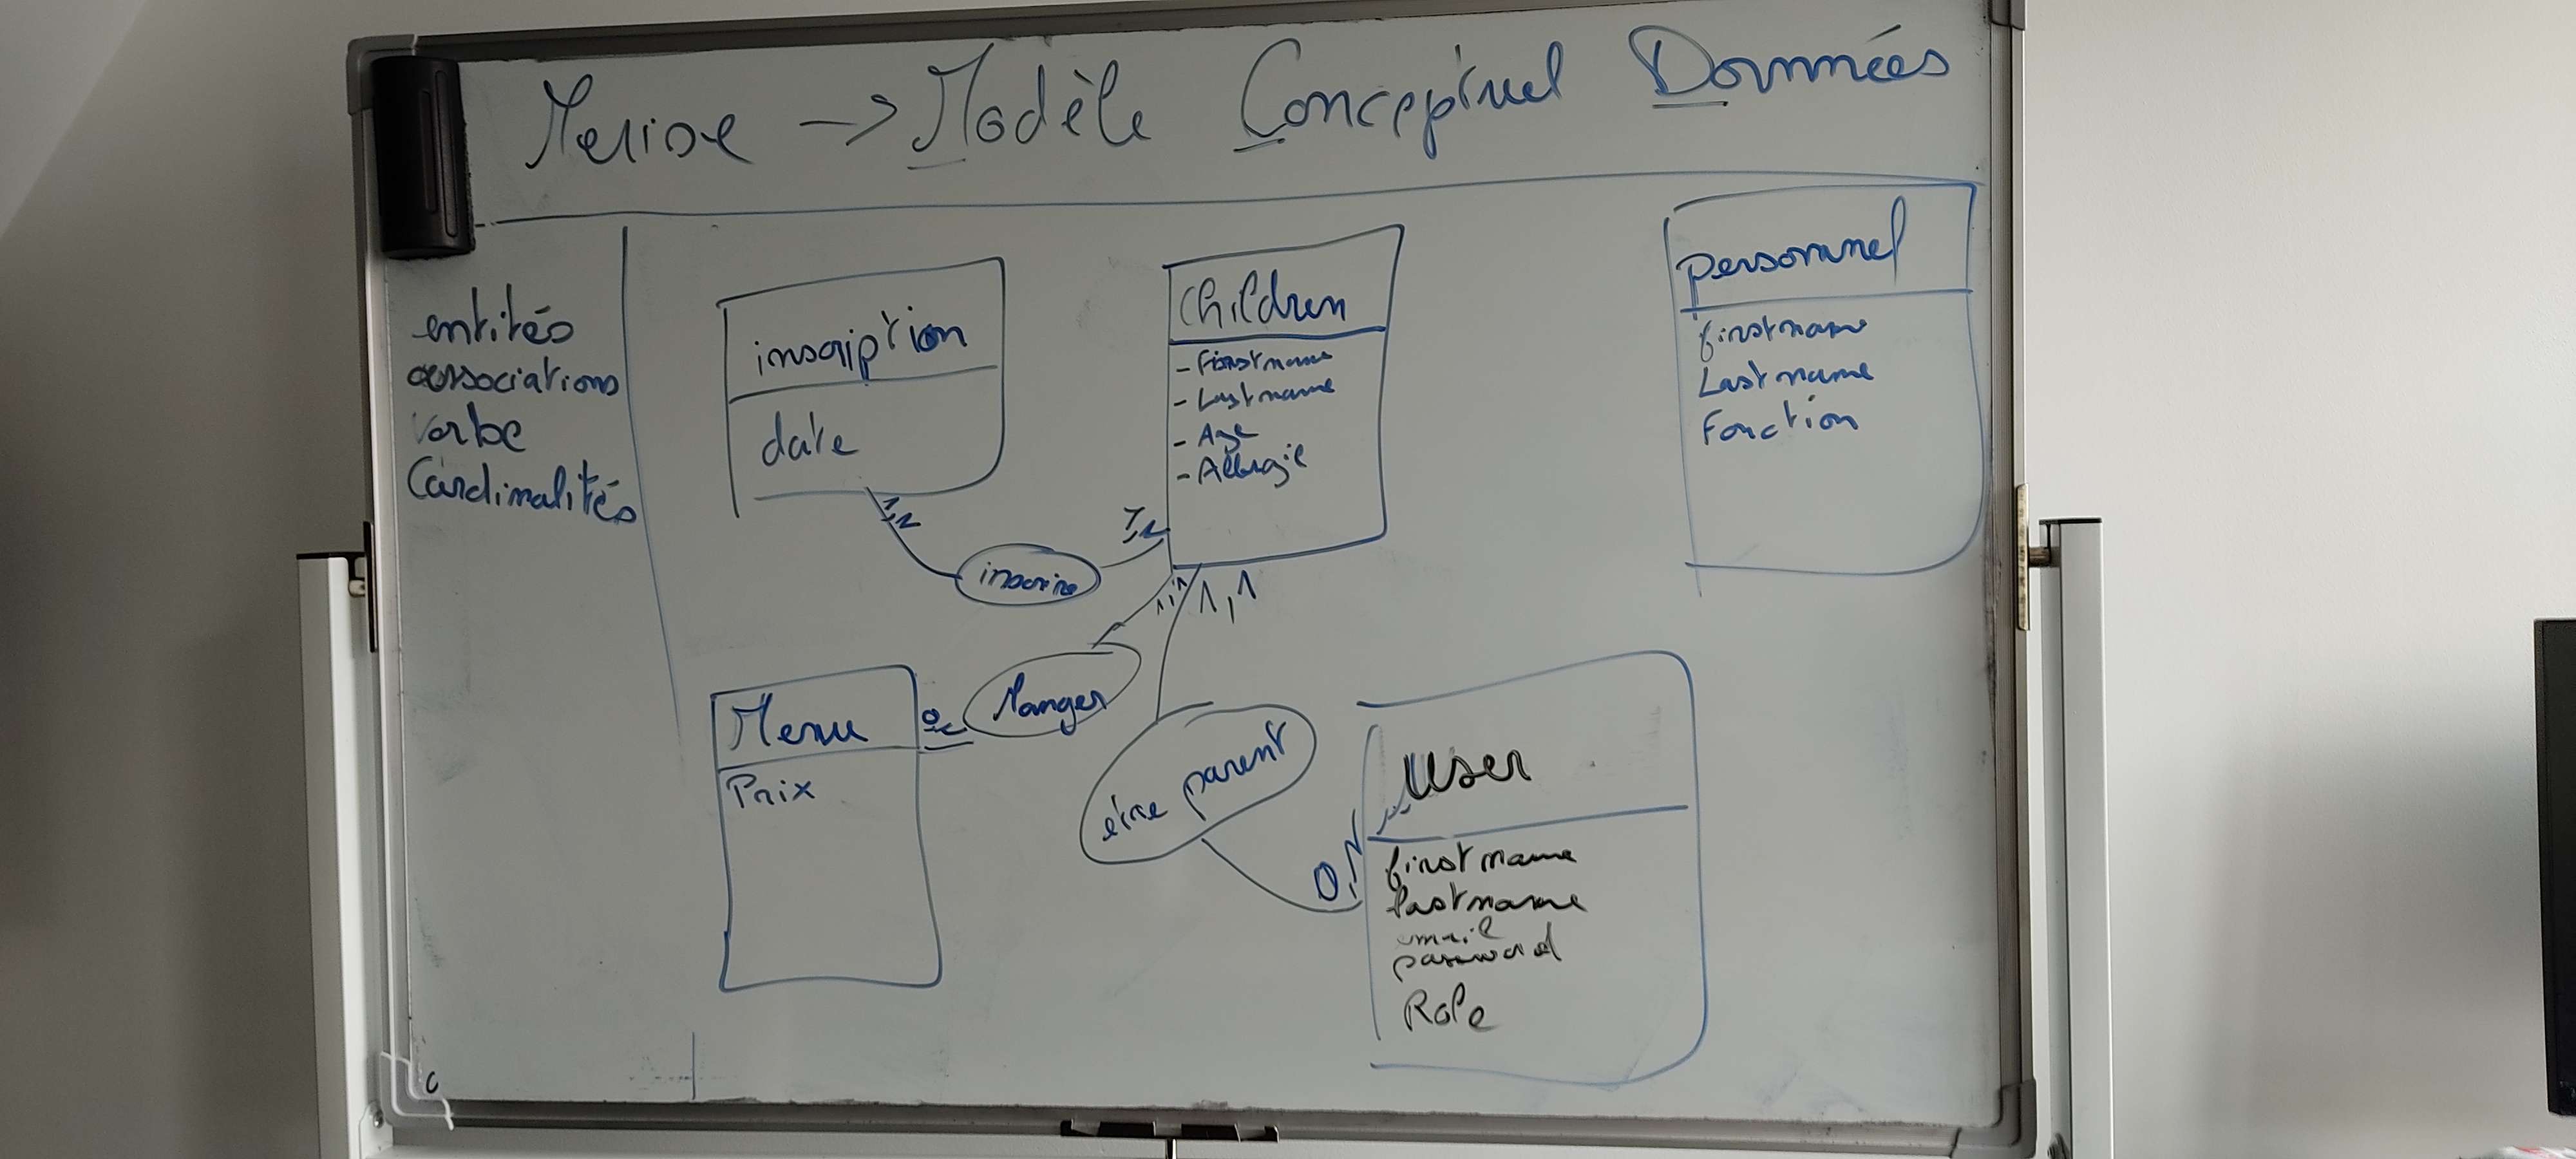 Merise -> Modèle Conceptuel Données
entités
associations
verbe
Cardinalités
inscription
date
1,N
inscrire
1,N
Children
- Firstname
- Lastname
- Age
- Allergie
1,1
1,1
personnel
firstname
Lastname
Fonction
Menu
Prix
Manger
être parent
0,N
User
firstname
lastname
email
password
Role